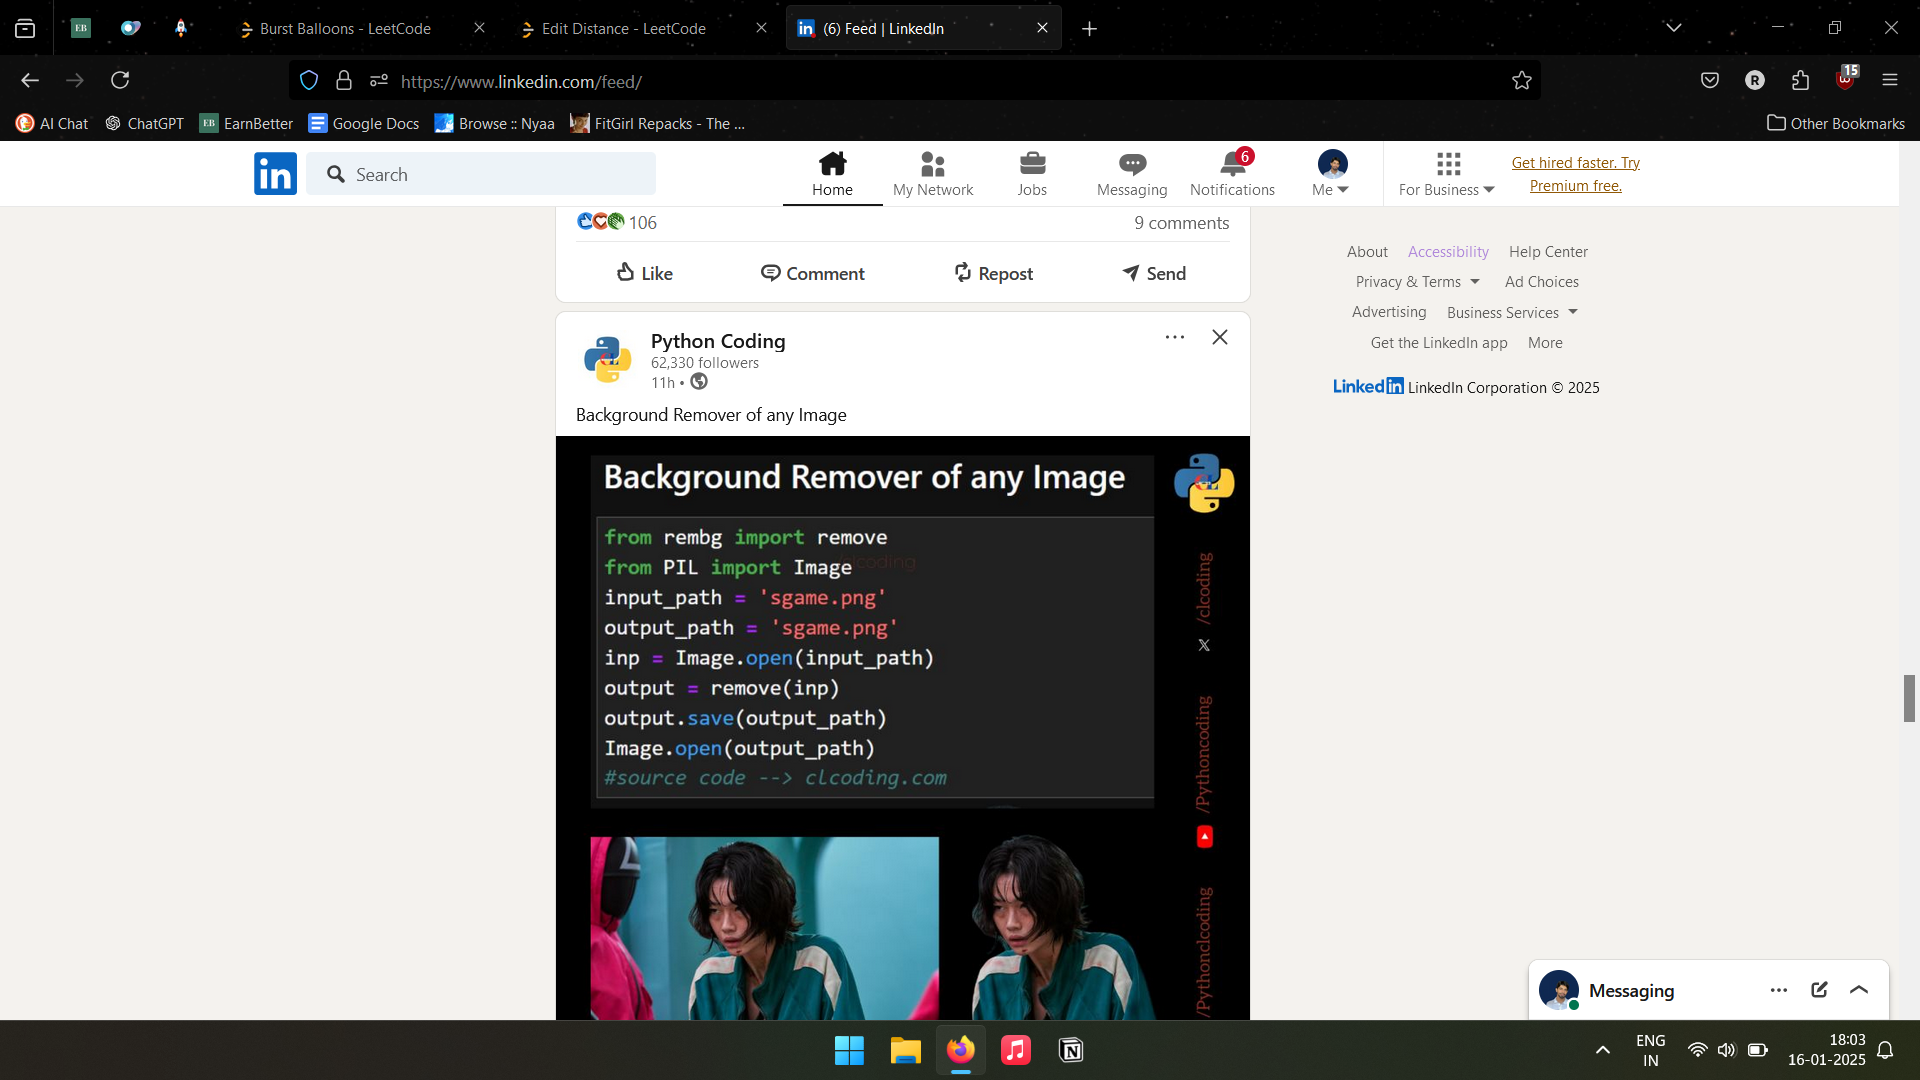 EB
Burst Balloons - LeetCode
Edit Distance - LeetCode
in (6) Feed | LinkedIn
https://www.linkedin.com/feed/
R
15
AI Chat
ChatGPT
EB EarnBetter
Google Docs
Browse :: Nyaa
FitGirl Repacks - The ...
Other Bookmarks
in
Search
Home
My Network
Jobs
Messaging
6
Notifications
Me
For Business
Get hired faster. Try
Premium free.
106
9 comments
Like
Comment
Repost
Send
Python Coding
62,330 followers
11h •
Background Remover of any Image
Background Remover of any Image
from rembg import remove
from PIL import Image
/clcoding
input_path = 'sgame.png'
output_path = 'sgame.png'
inp = Image.open(input_path)
output = remove(inp)
output.save(output_path)
Image.open(output_path)
#source code --> clcoding.com
/clcoding
X
/Pythoncoding
/Pythonclcoding
About
Accessibility
Help Center
Privacy & Terms
Ad Choices
Advertising
Business Services
Get the LinkedIn app
More
LinkedIn LinkedIn Corporation © 2025
Messaging
N
ENG
IN
18:03
16-01-2025